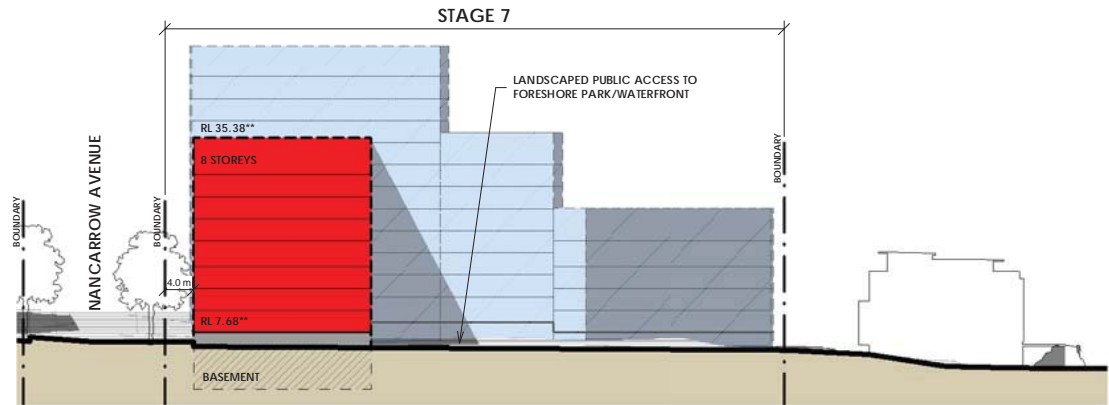 STAGE 7
LANDSCAPED PUBLIC ACCESS TO
FORESHORE PARK/WATERFRONT
RL 35.38**
8 STOREYS
NANCARROW AVENUE
BOUNDARY
BOUNDARY
BOUNDARY
4.0 m
RL 7.68**
BASEMENT